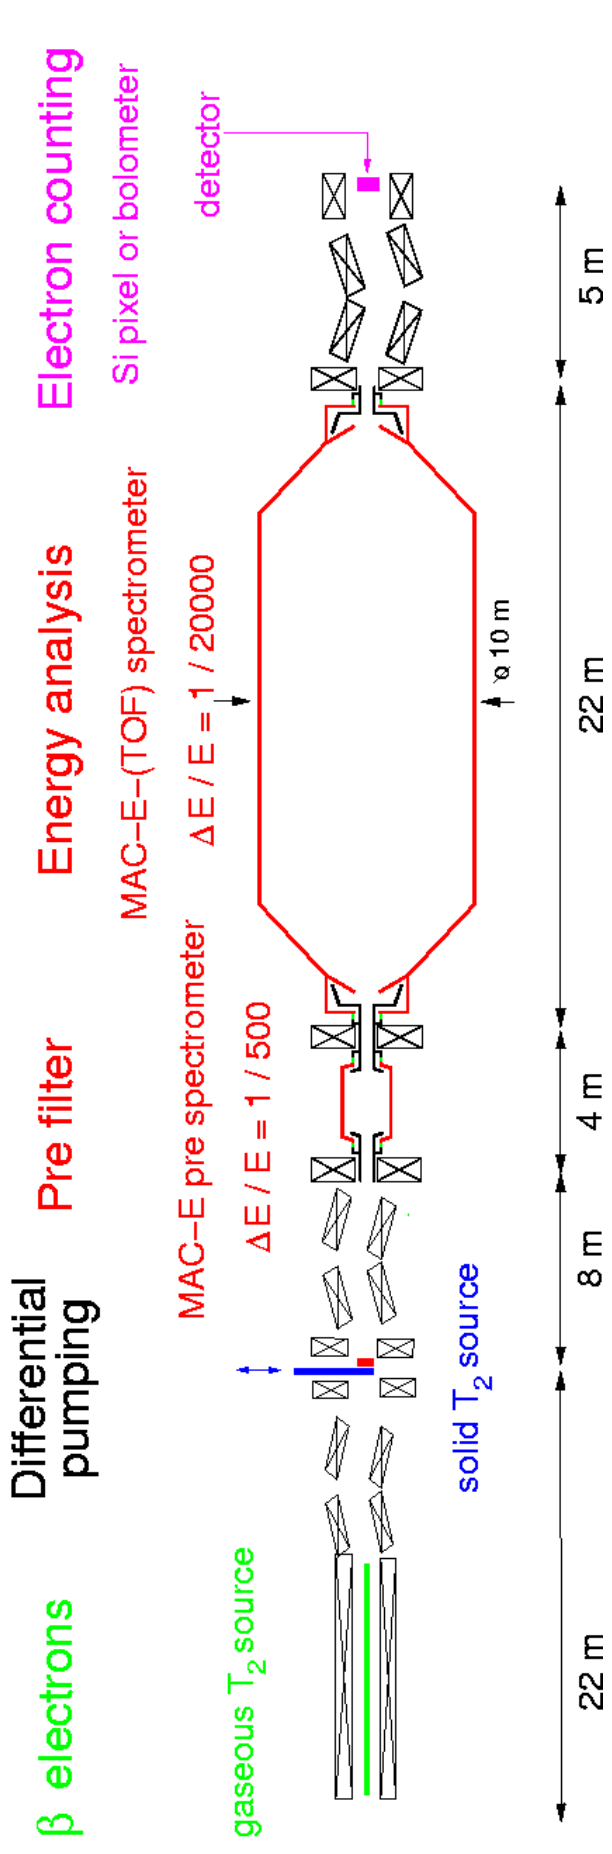 β electrons
Differential
pumping
Pre filter
Energy analysis
Electron counting
gaseous T2 source
solid T2 source
MAC−E pre spectrometer
ΔE / E = 1 / 500
MAC−E−(TOF) spectrometer
ΔE / E = 1 / 20000
Si pixel or bolometer
detector
ø 10 m
22 m
8 m
4 m
22 m
5 m